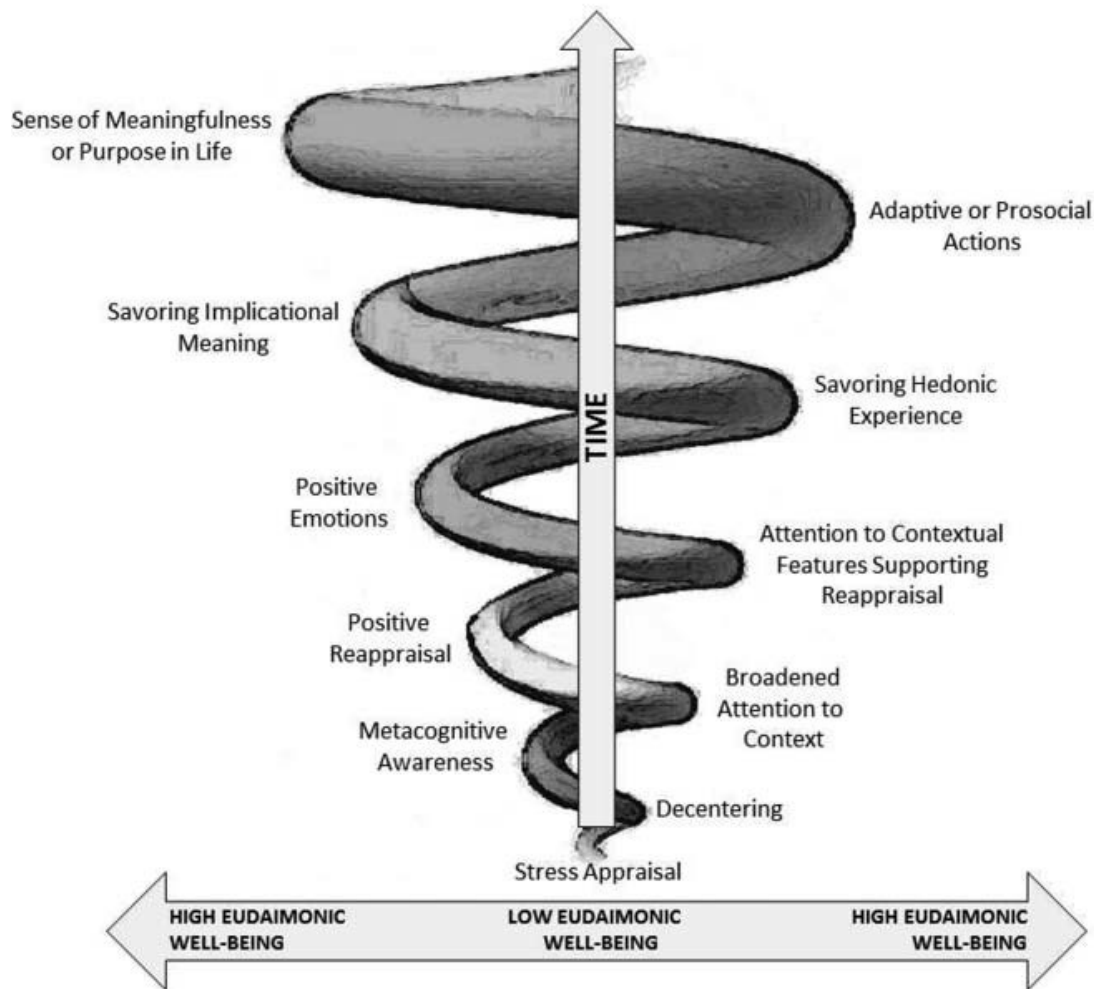 Sense of Meaningfulness
or Purpose in Life
Adaptive or Prosocial
Actions
Savoring Implicational
Meaning
Savoring Hedonic
Experience
TIME
Positive
Emotions
Attention to Contextual
Features Supporting
Reappraisal
Positive
Reappraisal
Broadened
Attention to
Context
Metacognitive
Awareness
Decentering
Stress Appraisal
HIGH EUDAIMONIC
WELL-BEING
LOW EUDAIMONIC
WELL-BEING
HIGH EUDAIMONIC
WELL-BEING